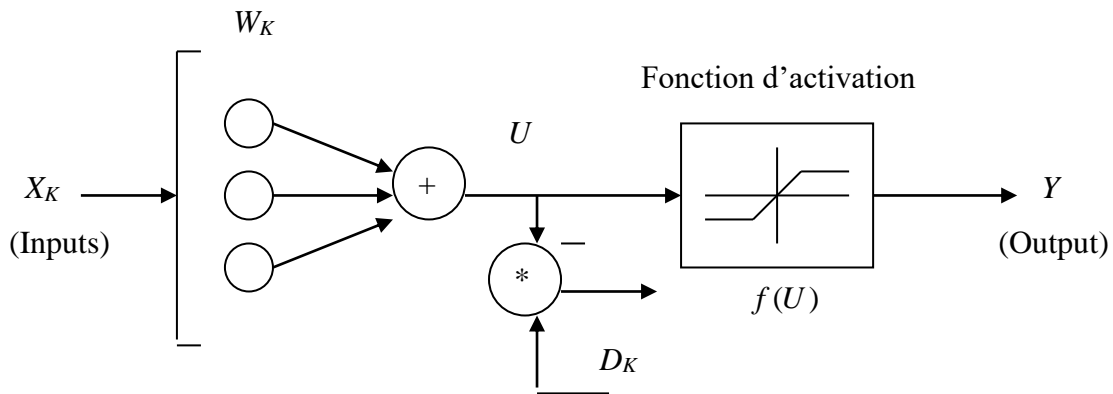 W_K
Fonction d'activation
U
X_K
+
Y
(Inputs)
(Output)
*
f(U)
D_K